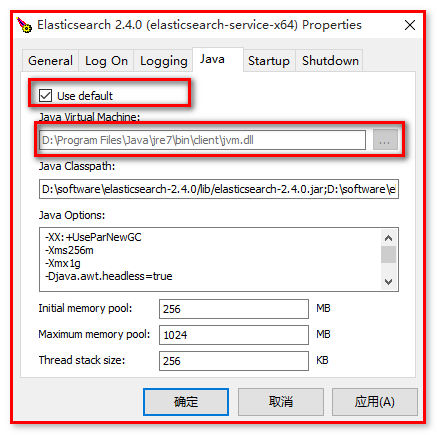 Elasticsearch 2.4.0 (elasticsearch-service-x64) Properties
General Log On Logging Java Startup Shutdown
Use default
Java Virtual Machine:
D:\Program Files\Java\jre7\bin\client\jvm.dll ...
Java Classpath:
D:\software\elasticsearch-2.4.0/lib/elasticsearch-2.4.0.jar;D:\software\e
Java Options:
-XX:+UseParNewGC
-Xms256m
-Xmx1g
-Djava.awt.headless=true
Initial memory pool: 256 MB
Maximum memory pool: 1024 MB
Thread stack size: 256 KB
确定 取消 应用(A)